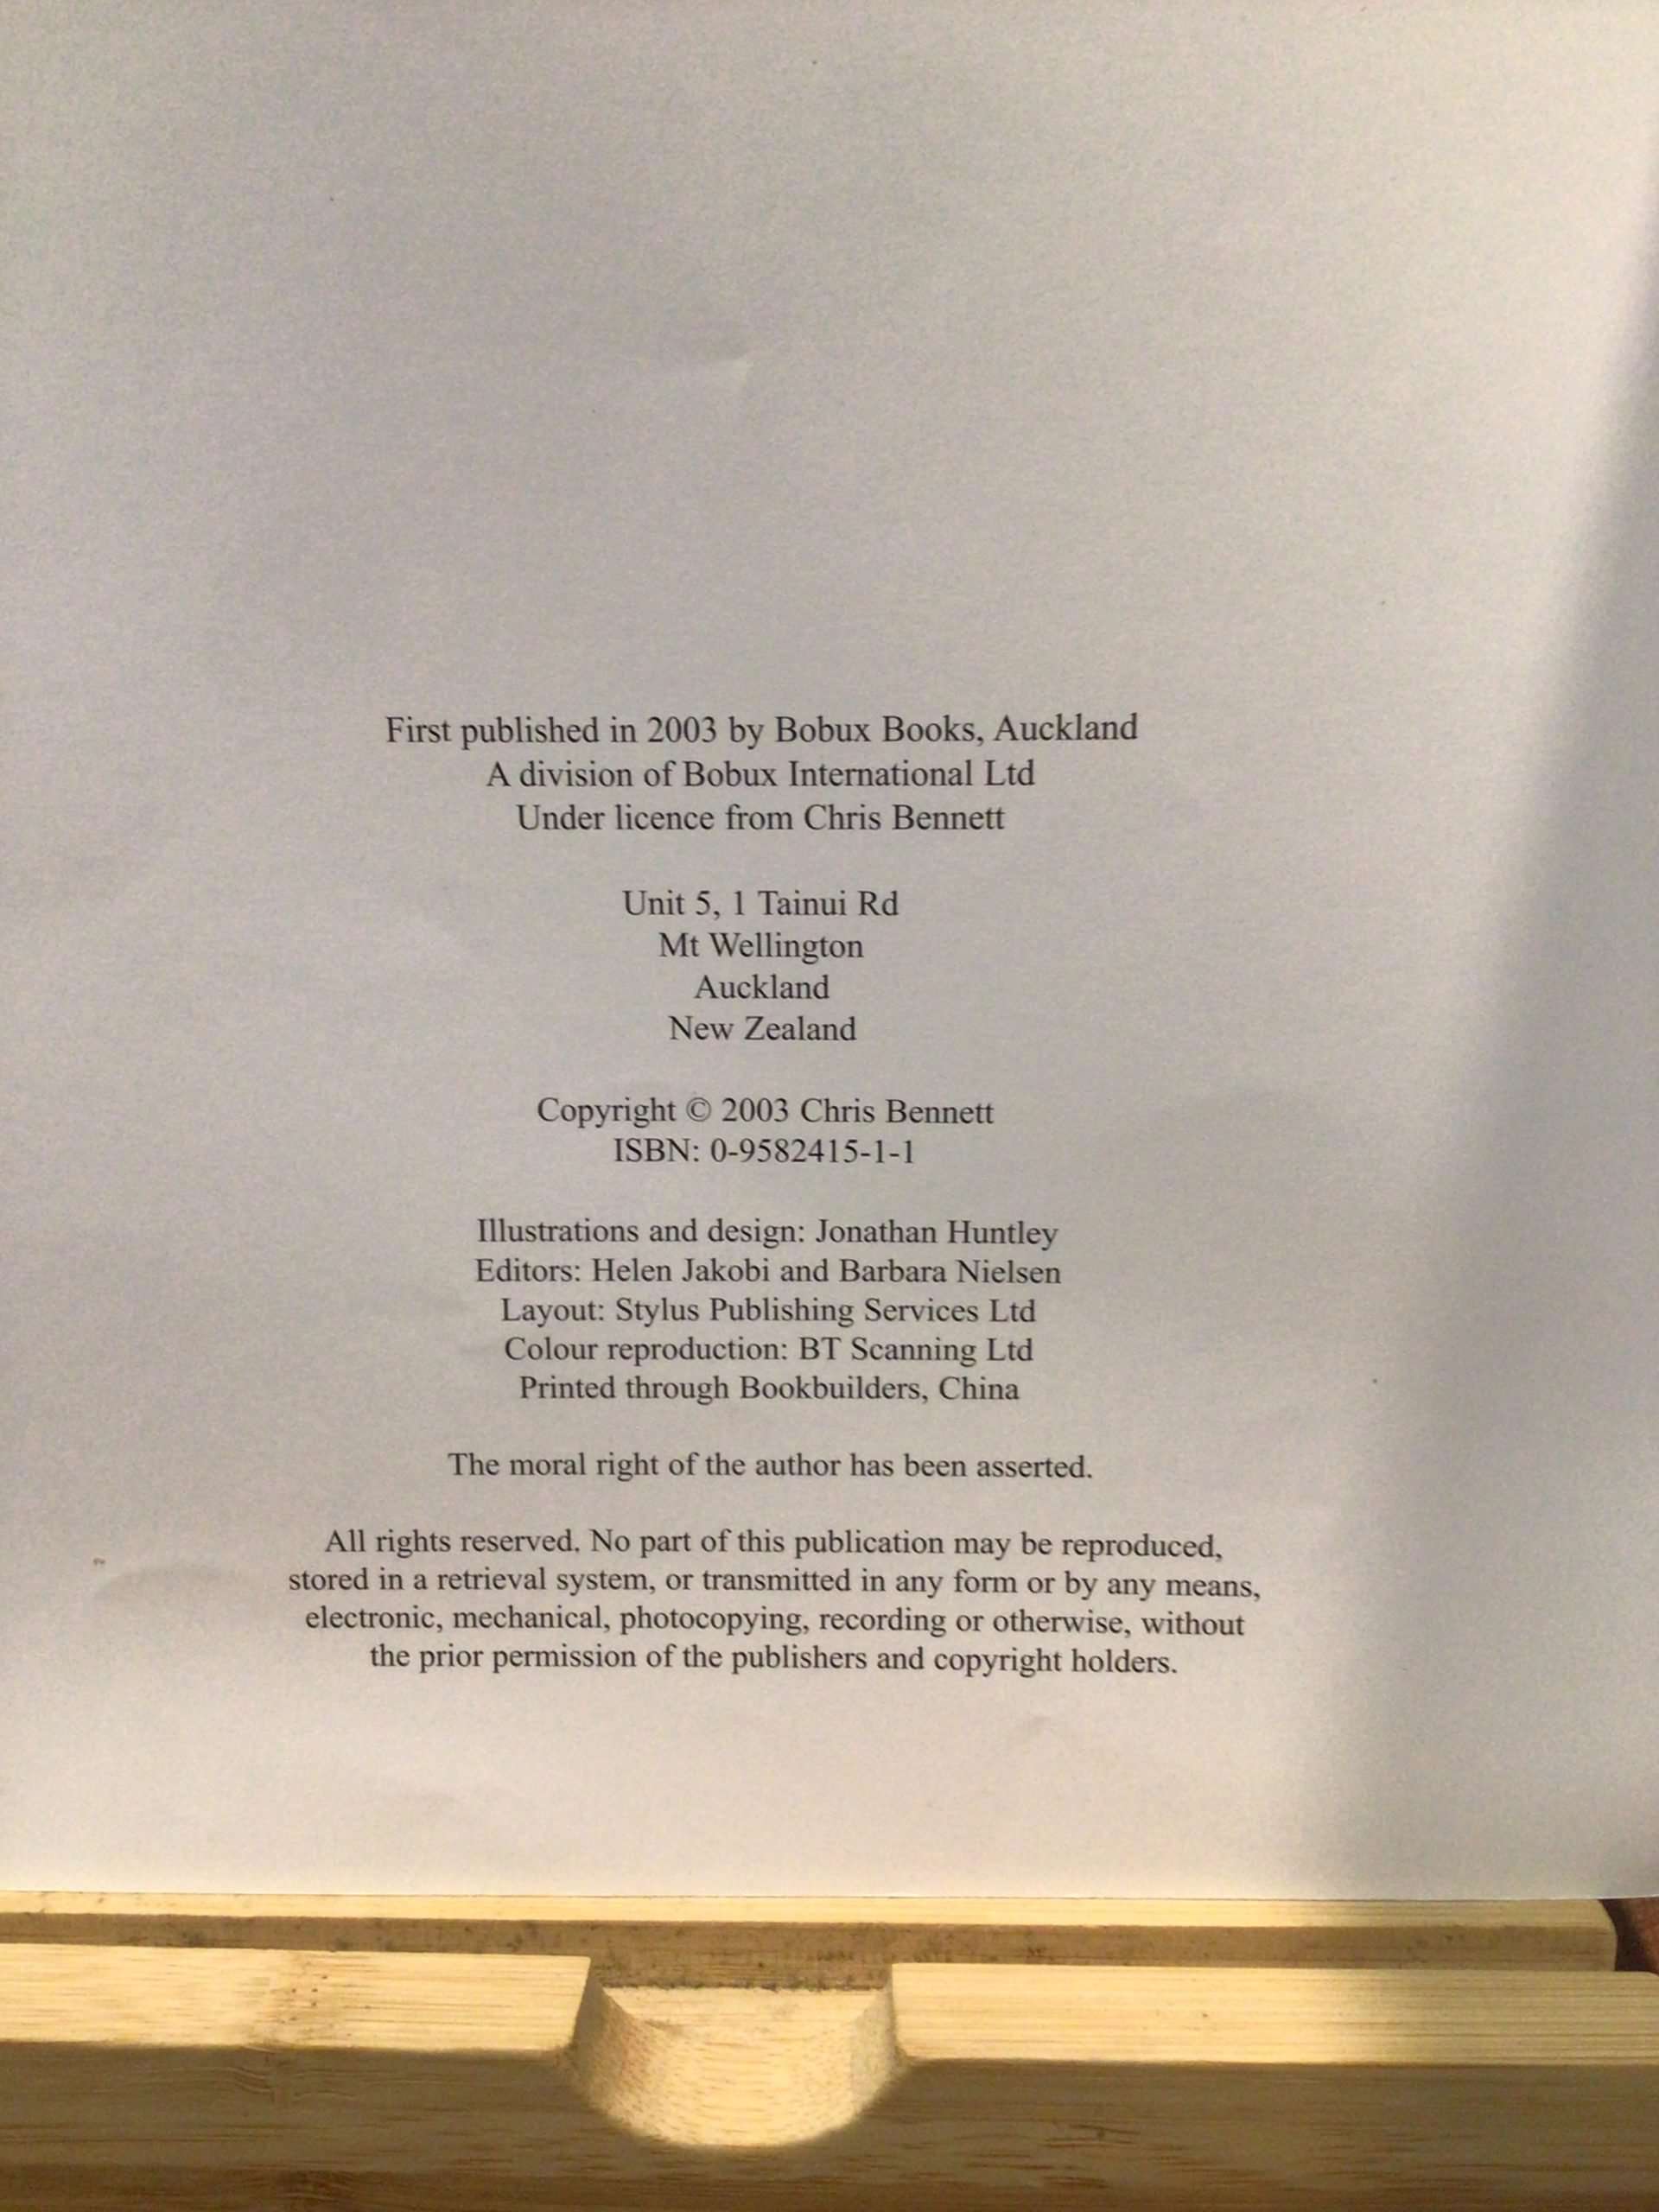 First published in 2003 by Bobux Books, Auckland
A division of Bobux International Ltd
Under licence from Chris Bennett
Unit 5, 1 Tainui Rd
Mt Wellington
Auckland
New Zealand
Copyright © 2003 Chris Bennett
ISBN: 0-9582415-1-1
Illustrations and design: Jonathan Huntley
Editors: Helen Jakobi and Barbara Nielsen
Layout: Stylus Publishing Services Ltd
Colour reproduction: BT Scanning Ltd
Printed through Bookbuilders, China
The moral right of the author has been asserted.
All rights reserved. No part of this publication may be reproduced,
stored in a retrieval system, or transmitted in any form or by any means,
electronic, mechanical, photocopying, recording or otherwise, without
the prior permission of the publishers and copyright holders.